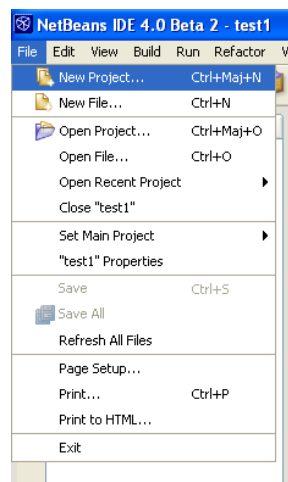 NetBeans IDE 4.0 Beta 2 - test1
File Edit View Build Run Refactor
New Project... Ctrl+Maj+N
New File... Ctrl+N
Open Project... Ctrl+Maj+O
Open File... Ctrl+O
Open Recent Project
Close "test1"
Set Main Project
"test1" Properties
Save Ctrl+S
Save All
Refresh All Files
Page Setup...
Print... Ctrl+P
Print to HTML...
Exit